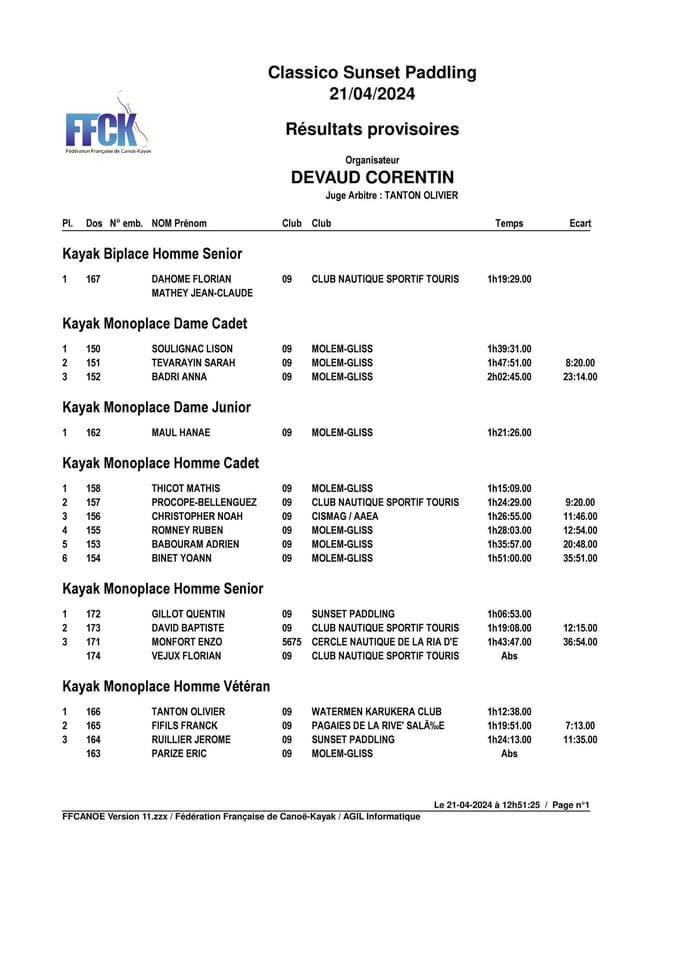 Classico Sunset Paddling
21/04/2024
FFCK
Fédération Française de Canoë-Kayak
Résultats provisoires
Organisateur
DEVAUD CORENTIN
Juge Arbitre : TANTON OLIVIER
Pl. Dos N° emb. NOM Prénom Club Club Temps Ecart
Kayak Biplace Homme Senior
1 167 DAHOME FLORIAN 09 CLUB NAUTIQUE SPORTIF TOURIS 1h19:29.00
MATHEY JEAN-CLAUDE
Kayak Monoplace Dame Cadet
1 150 SOULIGNAC LISON 09 MOLEM-GLISS 1h39:31.00
2 151 TEVARAYIN SARAH 09 MOLEM-GLISS 1h47:51.00 8:20.00
3 152 BADRI ANNA 09 MOLEM-GLISS 2h02:45.00 23:14.00
Kayak Monoplace Dame Junior
1 162 MAUL HANAE 09 MOLEM-GLISS 1h21:26.00
Kayak Monoplace Homme Cadet
1 158 THICOT MATHIS 09 MOLEM-GLISS 1h15:09.00
2 157 PROCOPE-BELLENGUEZ 09 CLUB NAUTIQUE SPORTIF TOURIS 1h24:29.00 9:20.00
3 156 CHRISTOPHER NOAH 09 CISMAG / AAEA 1h26:55.00 11:46.00
4 155 ROMNEY RUBEN 09 MOLEM-GLISS 1h28:03.00 12:54.00
5 153 BABOURAM ADRIEN 09 MOLEM-GLISS 1h35:57.00 20:48.00
6 154 BINET YOANN 09 MOLEM-GLISS 1h51:00.00 35:51.00
Kayak Monoplace Homme Senior
1 172 GILLOT QUENTIN 09 SUNSET PADDLING 1h06:53.00
2 173 DAVID BAPTISTE 09 CLUB NAUTIQUE SPORTIF TOURIS 1h19:08.00 12:15.00
3 171 MONFORT ENZO 5675 CERCLE NAUTIQUE DE LA RIA D'E 1h43:47.00 36:54.00
174 VEJUX FLORIAN 09 CLUB NAUTIQUE SPORTIF TOURIS Abs
Kayak Monoplace Homme Vétéran
1 166 TANTON OLIVIER 09 WATERMEN KARUKERA CLUB 1h12:38.00
2 165 FIFILS FRANCK 09 PAGAIES DE LA RIVE' SALÃ‰E 1h19:51.00 7:13.00
3 164 RUILLIER JEROME 09 SUNSET PADDLING 1h24:13.00 11:35.00
163 PARIZE ERIC 09 MOLEM-GLISS Abs
Le 21-04-2024 à 12h51:25 / Page n°1
FFCANOE Version 11.zzx / Fédération Française de Canoë-Kayak / AGIL Informatique